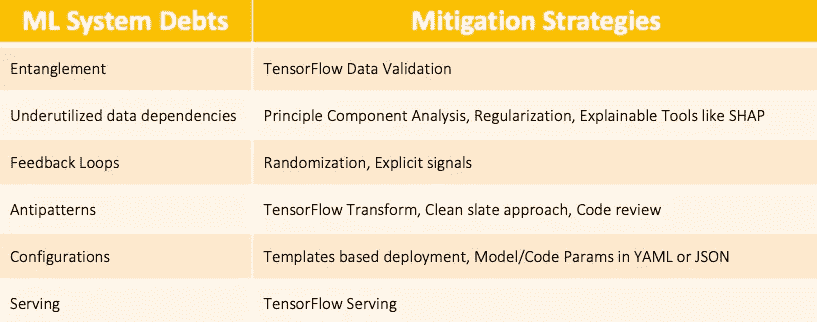 ML System Debts Mitigation Strategies
Entanglement TensorFlow Data Validation
Underutilized data dependencies Principle Component Analysis, Regularization, Explainable Tools like SHAP
Feedback Loops Randomization, Explicit signals
Antipatterns TensorFlow Transform, Clean slate approach, Code review
Configurations Templates based deployment, Model/Code Params in YAML or JSON
Serving TensorFlow Serving